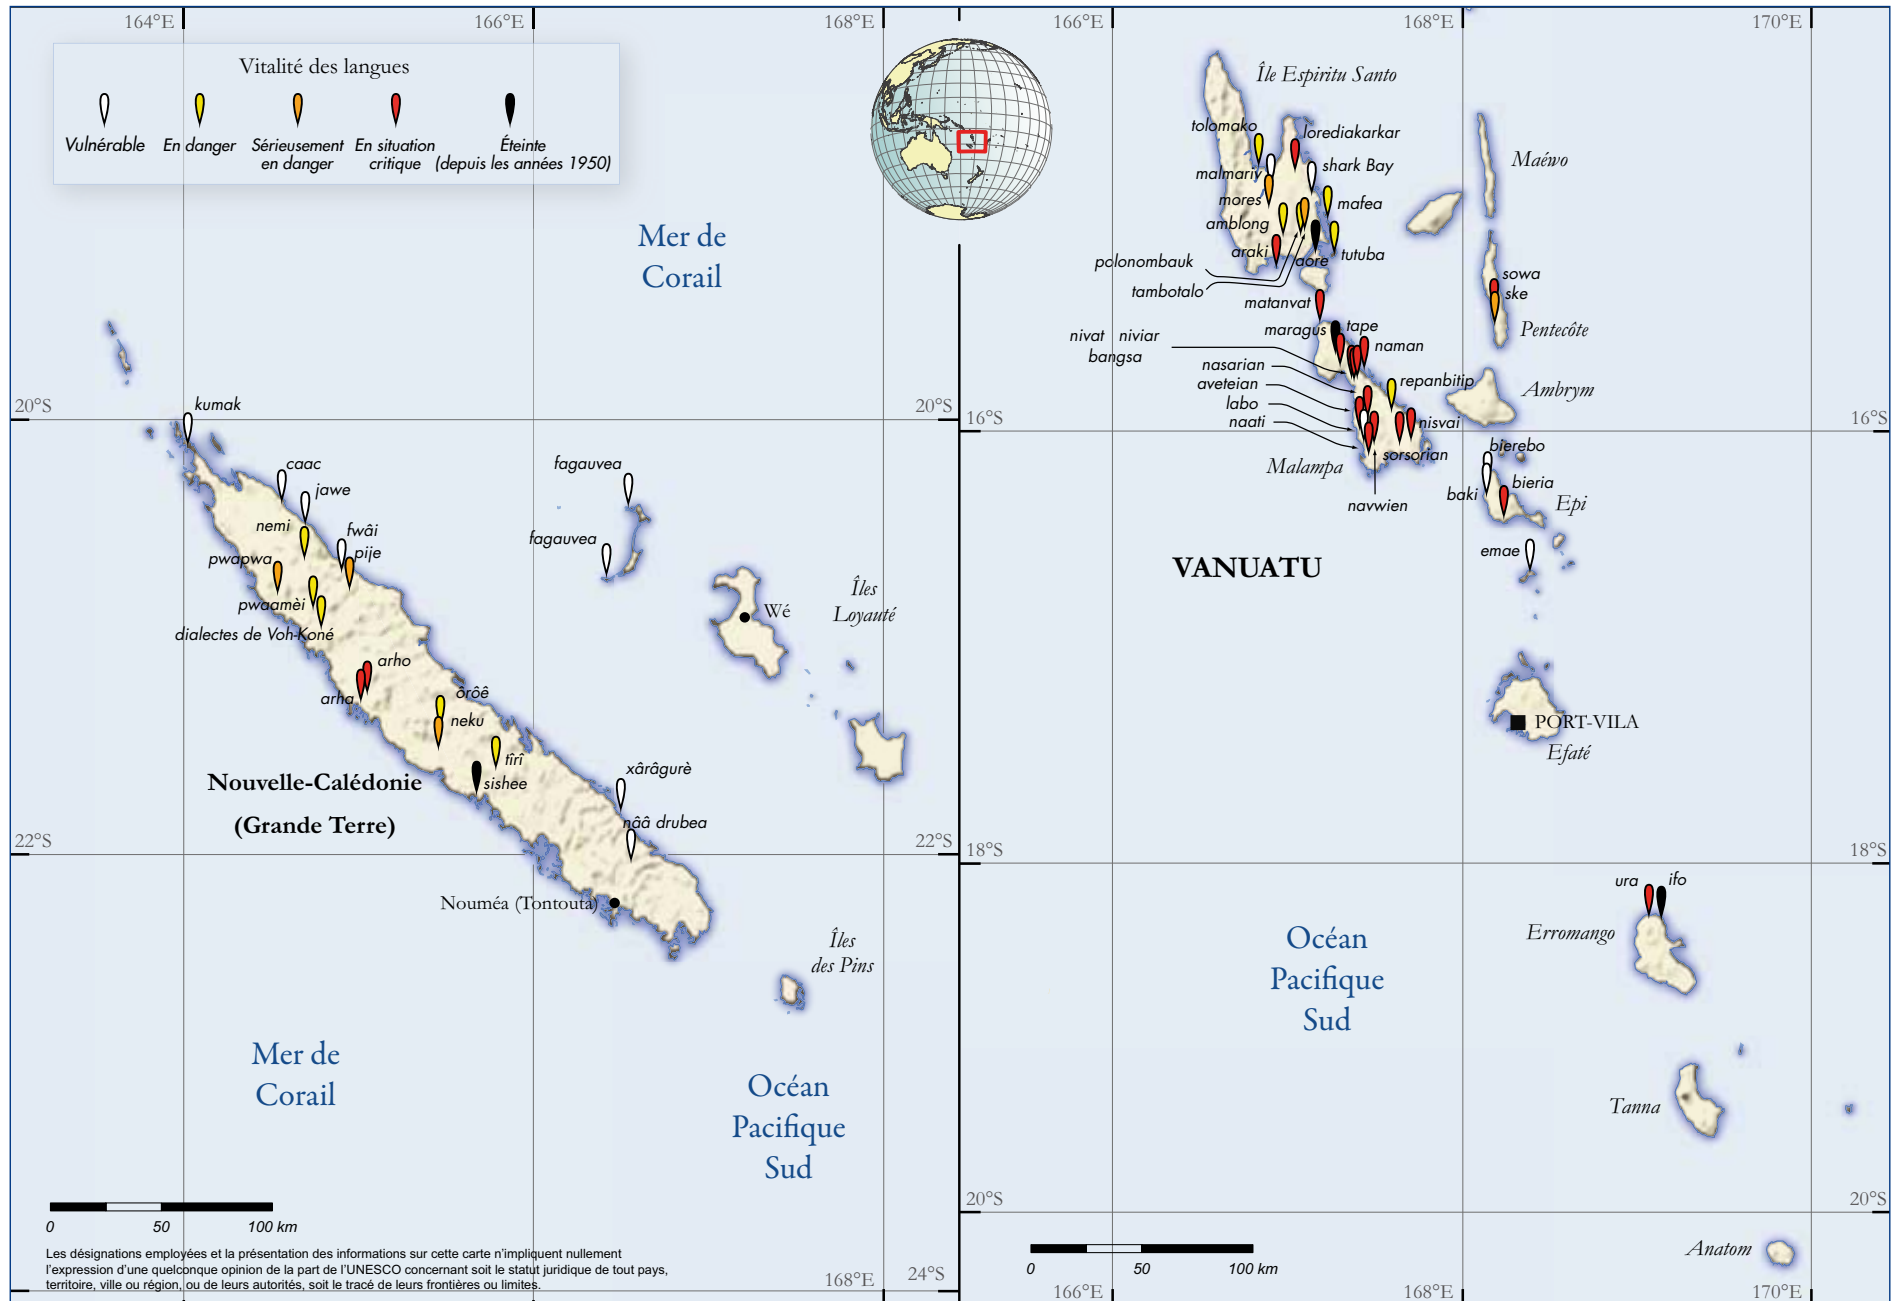 164°E
166°E
168°E
166°E
168°E
170°E
Vitalité des langues
Vulnérable
En danger
Sérieusement
en danger
En situation
critique
Éteinte
(depuis les années 1950)
Mer de
Corail
20°S
20°S
kumak
caac
jawe
nemi
fwâi
pije
pwapwa
pwaamèi
dialectes de Voh-Koné
arho
arha
ôrôê
neku
tîrî
sishee
xârâgurè
nââ drubea
fagauvea
fagauvea
Wé
Îles
Loyauté
Nouvelle-Calédonie
(Grande Terre)
22°S
22°S
Nouméa (Tontouta)
Îles
des Pins
Mer de
Corail
Océan
Pacifique
Sud
0 50 100 km
Les désignations employées et la présentation des informations sur cette carte n'impliquent nullement
l'expression d'une quelconque opinion de la part de l'UNESCO concernant soit le statut juridique de tout pays,
territoire, ville ou région, ou de leurs autorités, soit le tracé de leurs frontières ou limites.
168°E
24°S
Île Espiritu Santo
tolomako
lorediakarkar
malmariv
shark Bay
mores
mafea
amblong
araki
aore
tutuba
polonombauk
tambotalo
matanvat
Maéwo
sowa
ske
Pentecôte
maragus
tape
nivat niviar
bangsa
naman
nasarian
aveteian
repanbitip
labo
naati
nisvai
sorsorian
Malampa
navwien
Ambrym
16°S
16°S
bierebo
baki
bieria
Epi
emae
VANUATU
PORT-VILA
Efaté
18°S
18°S
ura
ifo
Erromango
Océan
Pacifique
Sud
Tanna
20°S
20°S
Anatom
0 50 100 km
166°E
168°E
170°E